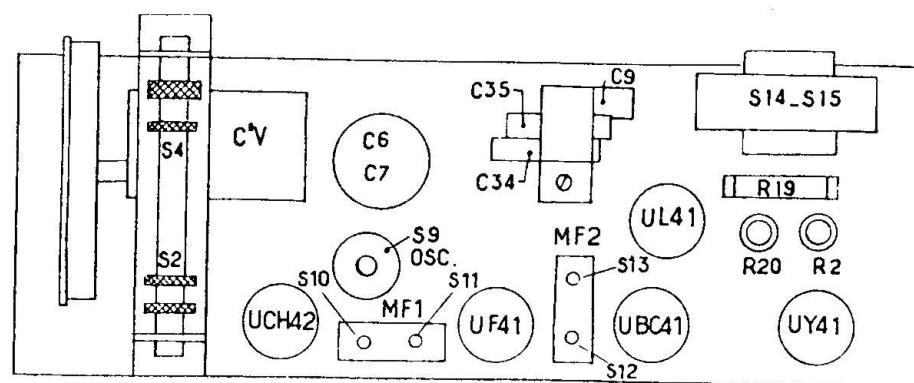 C9
C35
S14_S15
C6
S4
C*V
C7
C34
R19
UL41
S9
OSC.
MF2
S2
S10
S11
S13
R20
R2
MF1
UCH42
UF41
UBC41
UY41
S12